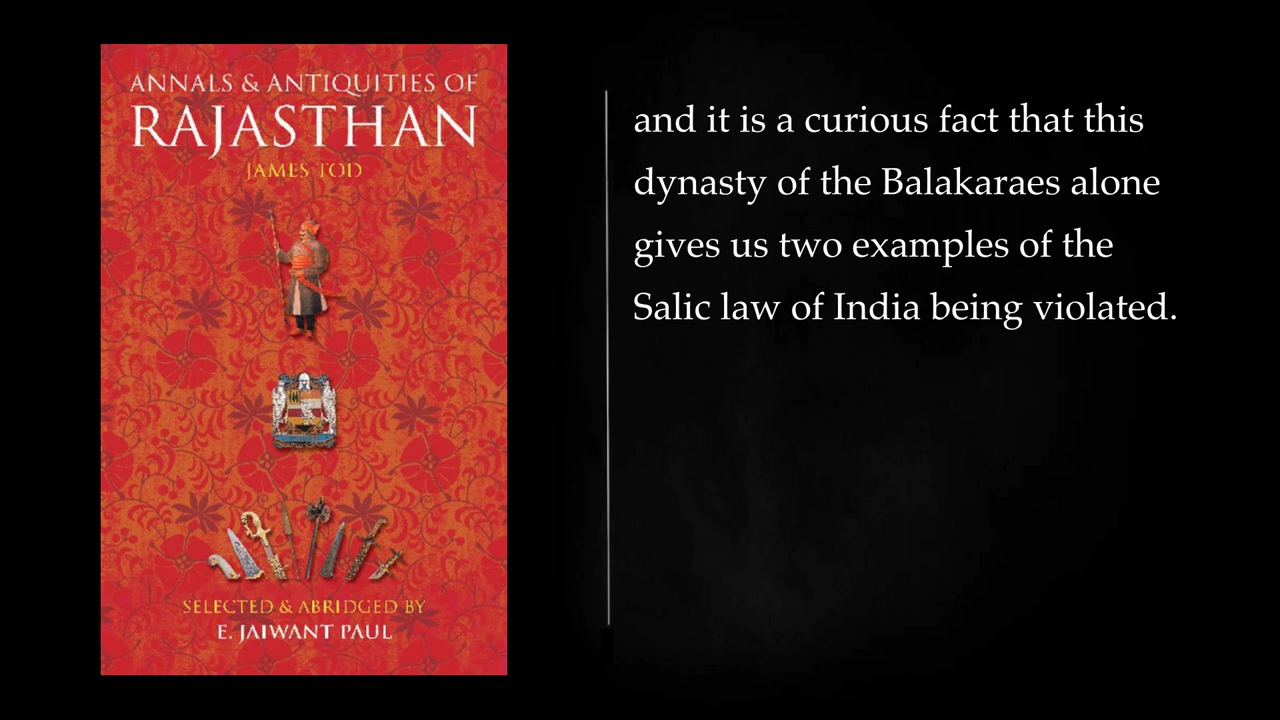 ANNALS & ANTIQUITIES OF
RAJASTHAN
JAMES TOD
SELECTED & ABRIDGED BY
E. JAIWANT PAUL
and it is a curious fact that this
dynasty of the Balakaraes alone
gives us two examples of the
Salic law of India being violated.